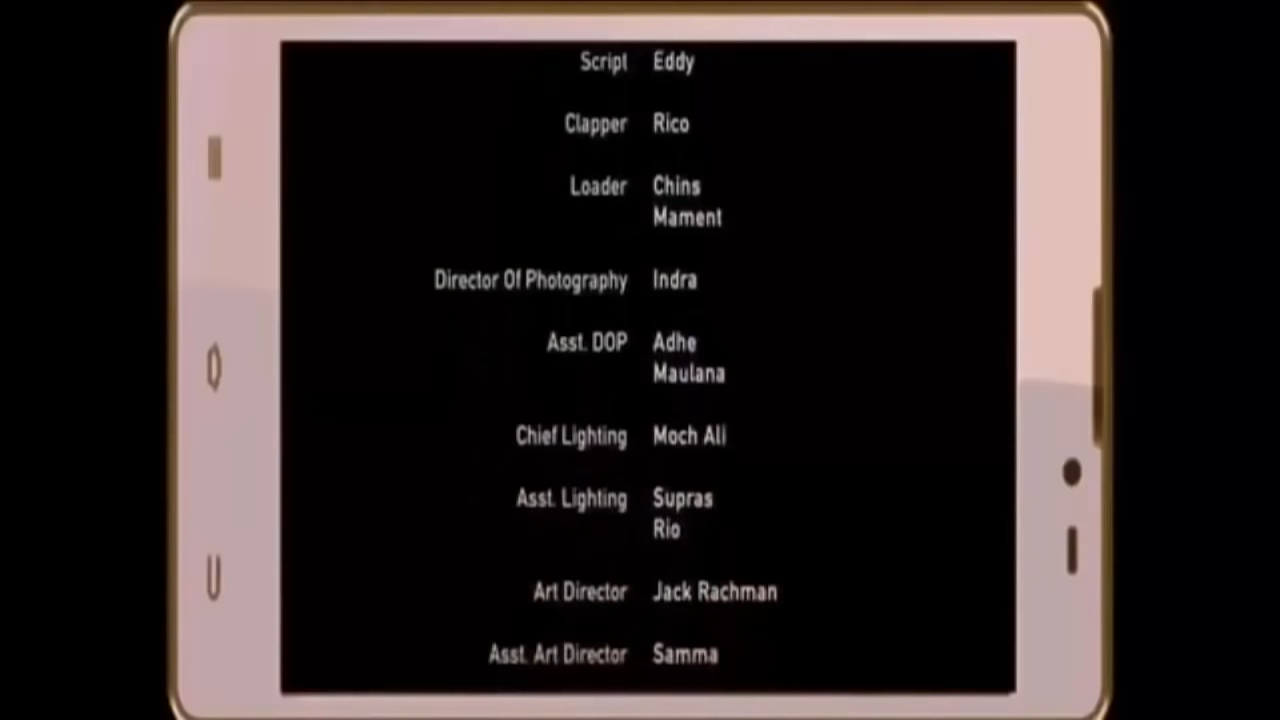 Script Eddy
Clapper Rico
Loader Chins
Mament
Director Of Photography Indra
Asst. DOP Adhe
Maulana
Chief Lighting Moch Ali
Asst. Lighting Supras
Rio
Art Director Jack Rachman
Asst. Art Director Samma